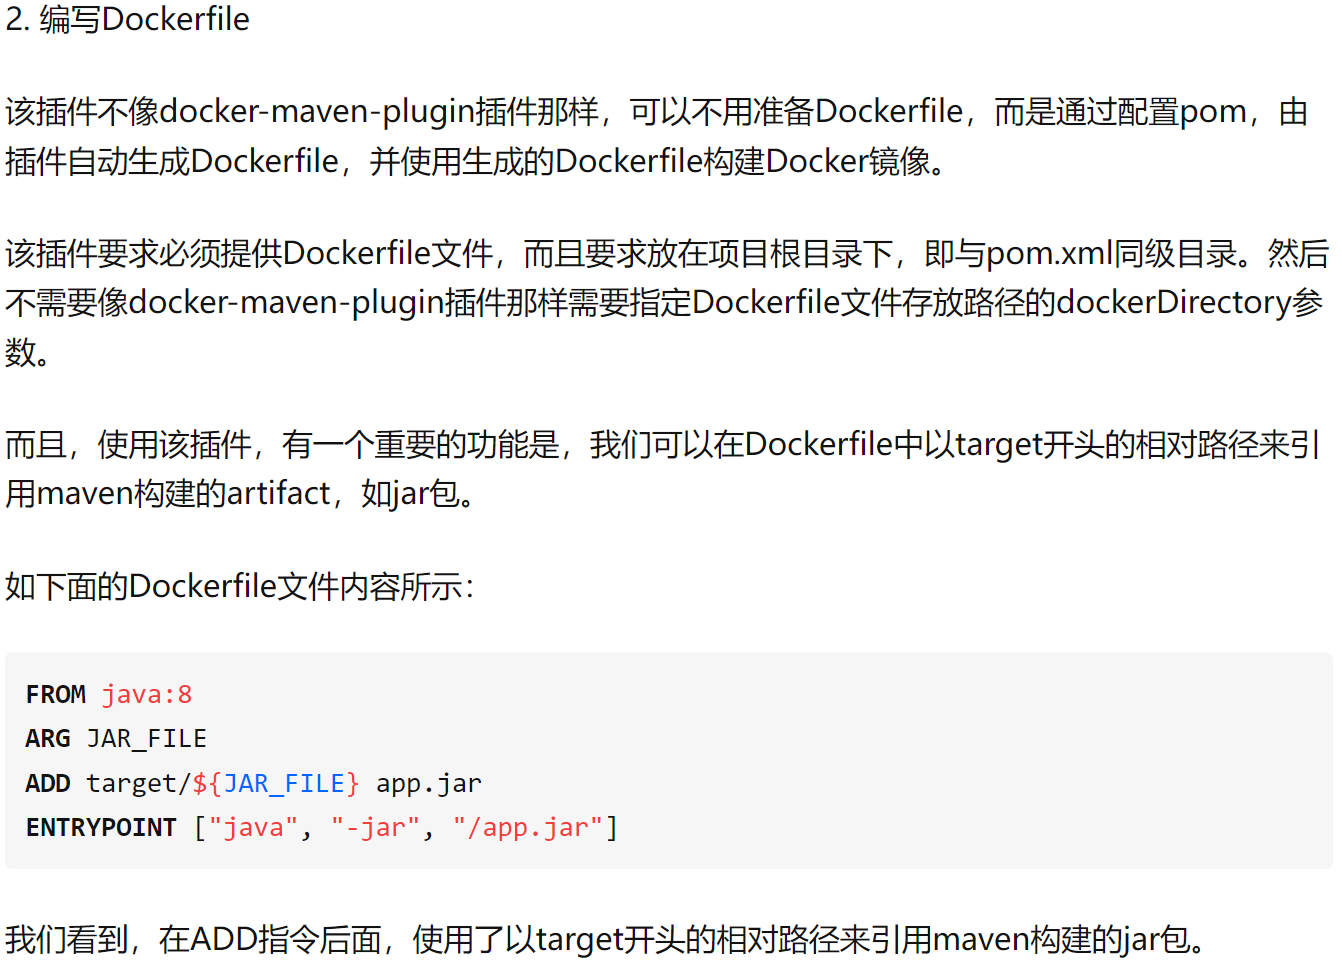 2. 编写Dockerfile
该插件不像docker-maven-plugin插件那样，可以不用准备Dockerfile，而是通过配置pom，由
插件自动生成Dockerfile，并使用生成的Dockerfile构建Docker镜像。
该插件要求必须提供Dockerfile文件，而且要求放在项目根目录下，即与pom.xml同级目录。然后
不需要像docker-maven-plugin插件那样需要指定Dockerfile文件存放路径的dockerDirectory参
数。
而且，使用该插件，有一个重要的功能是，我们可以在Dockerfile中以target开头的相对路径来引
用maven构建的artifact，如jar包。
如下面的Dockerfile文件内容所示：
FROM java:8
ARG JAR_FILE
ADD target/${JAR_FILE} app.jar
ENTRYPOINT ["java", "-jar", "/app.jar"]
我们看到，在ADD指令后面，使用了以target开头的相对路径来引用maven构建的jar包。